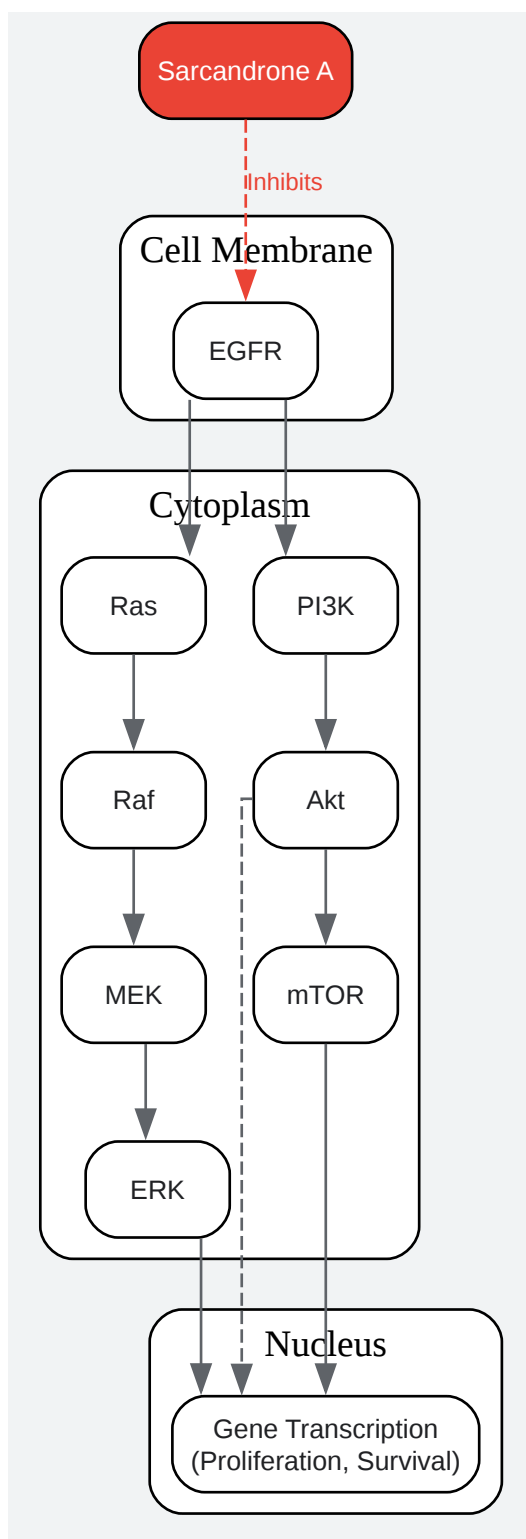 Sarcandrone A
Inhibits
Cell Membrane
EGFR
Cytoplasm
Ras
PI3K
Raf
Akt
MEK
mTOR
ERK
Nucleus
Gene Transcription
(Proliferation, Survival)